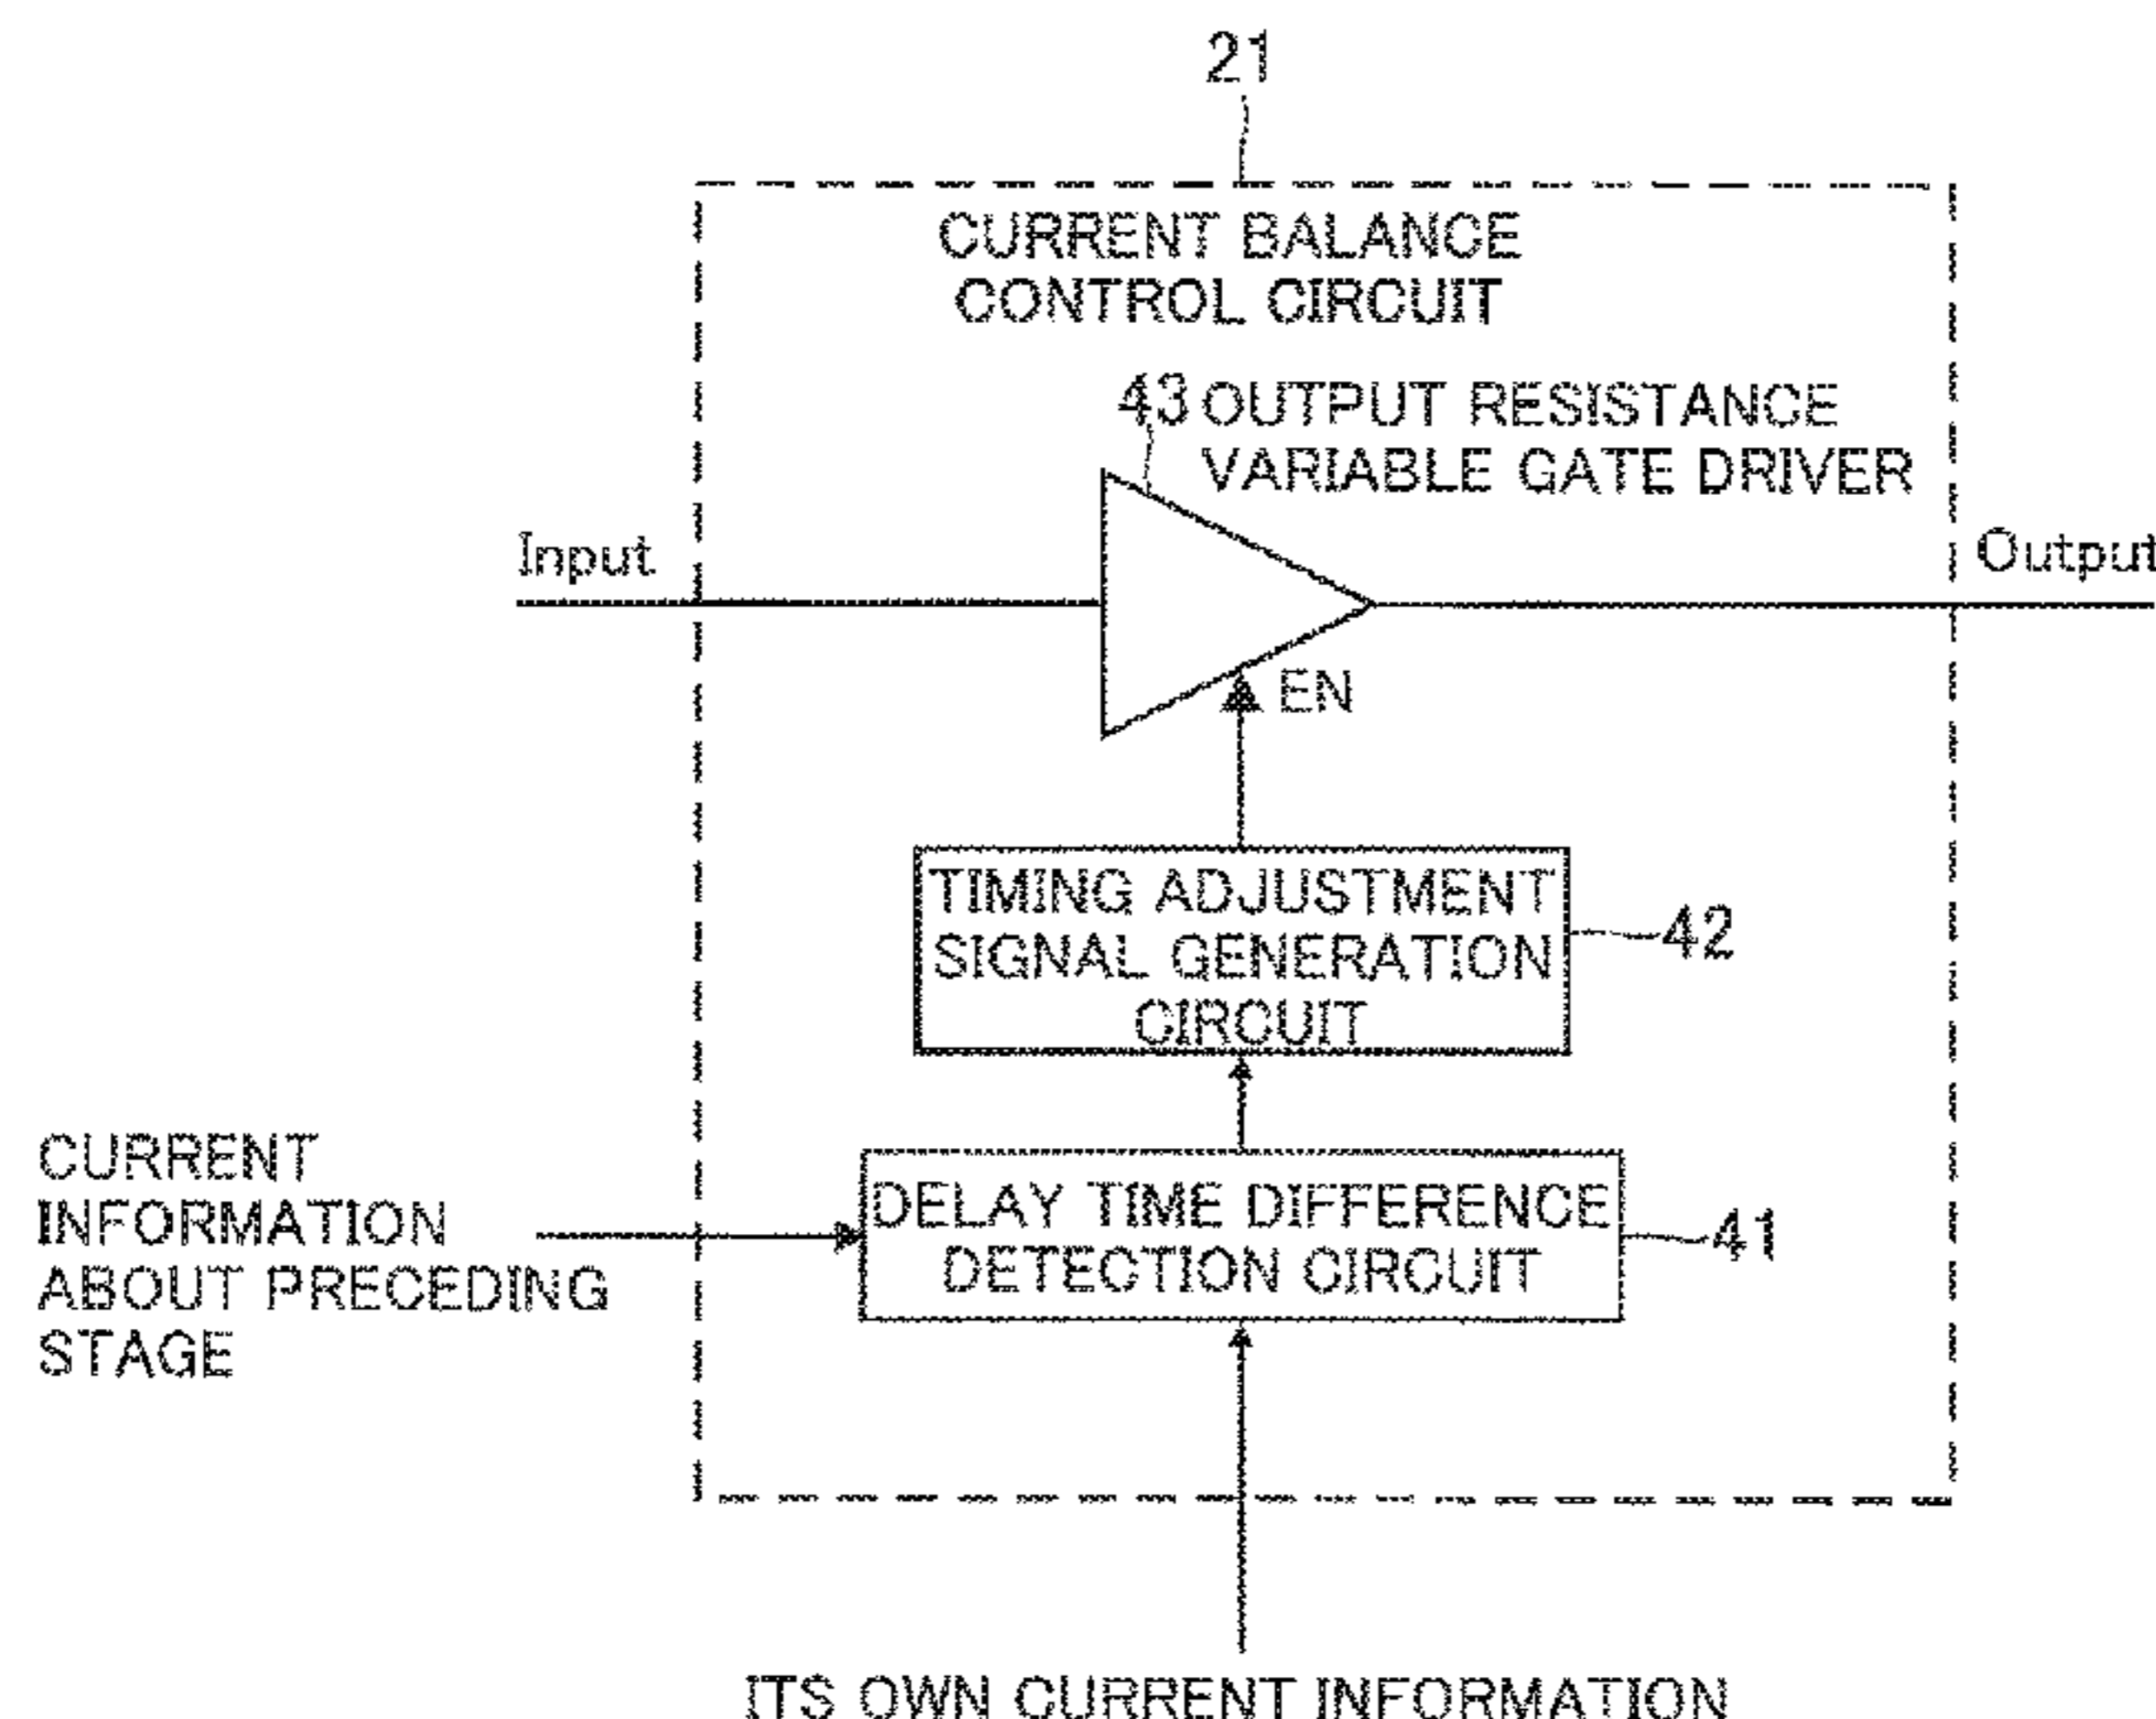 21
CURRENT BALANCE
CONTROL CIRCUIT
43 OUTPUT RESISTANCE
VARIABLE GATE DRIVER
Input
Output
EN
TIMING ADJUSTMENT
SIGNAL GENERATION
CIRCUIT
42
CURRENT
INFORMATION
ABOUT PRECEDING
STAGE
DELAY TIME DIFFERENCE
DETECTION CIRCUIT
41
ITS OWN CURRENT INFORMATION